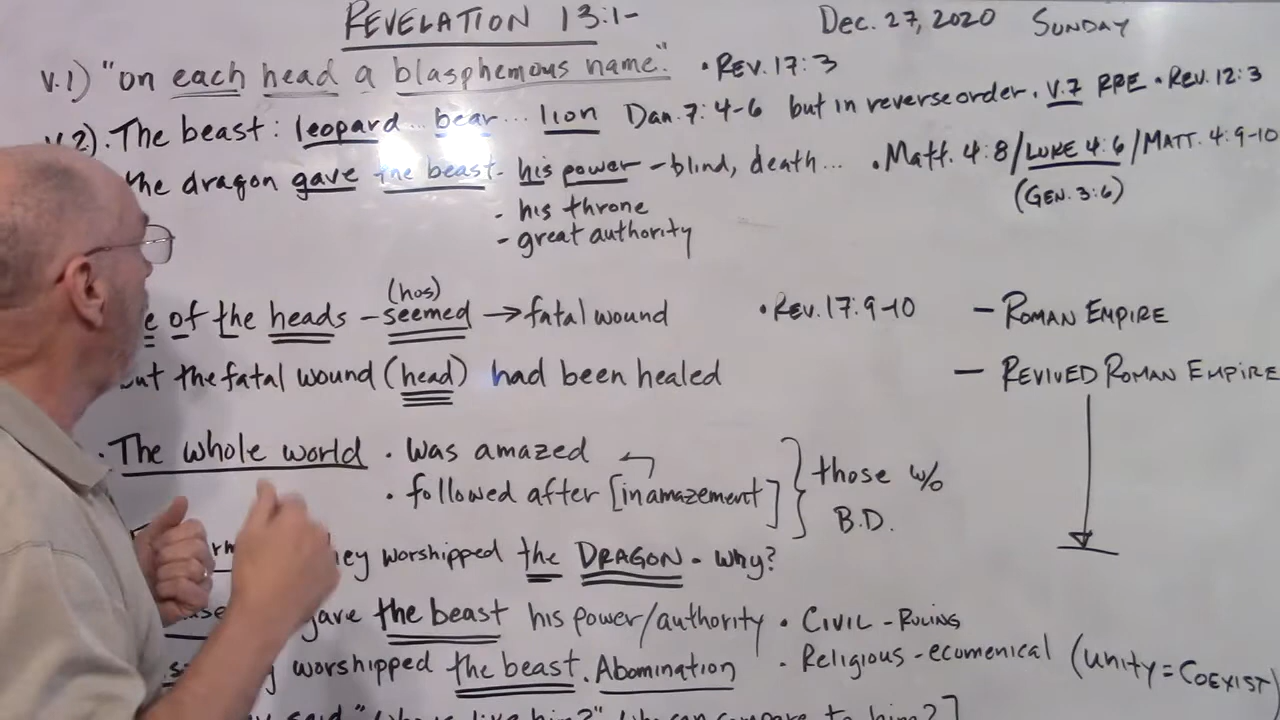 REVELATION 13:1- Dec. 27, 2020 SUNDAY
V.1) "on each head a blasphemous name." • REV. 17:3
2). The beast: leopard... bear... lion Dan. 7:4-6 but in reverse order. V.7 RRE • REV. 12:3
the dragon gave the beast - his power - blind, death... • Matt. 4:8/LUKE 4:6/MATT. 4:9-10
- his throne (GEN. 3:6)
- great authority
(hos)
of the heads - seemed → fatal wound • REV. 17:9-10 - ROMAN EMPIRE
the fatal wound (head) had been healed - REVIVED ROMAN EMPIRE
• The whole world • was amazed
• followed after [in amazement] } those w/o
B.D.
worshipped the DRAGON - why?
gave the beast his power/authority • CIVIL - RULING
worshipped the beast. Abomination • Religious - ecumenical (unity = COEXIST)
said "